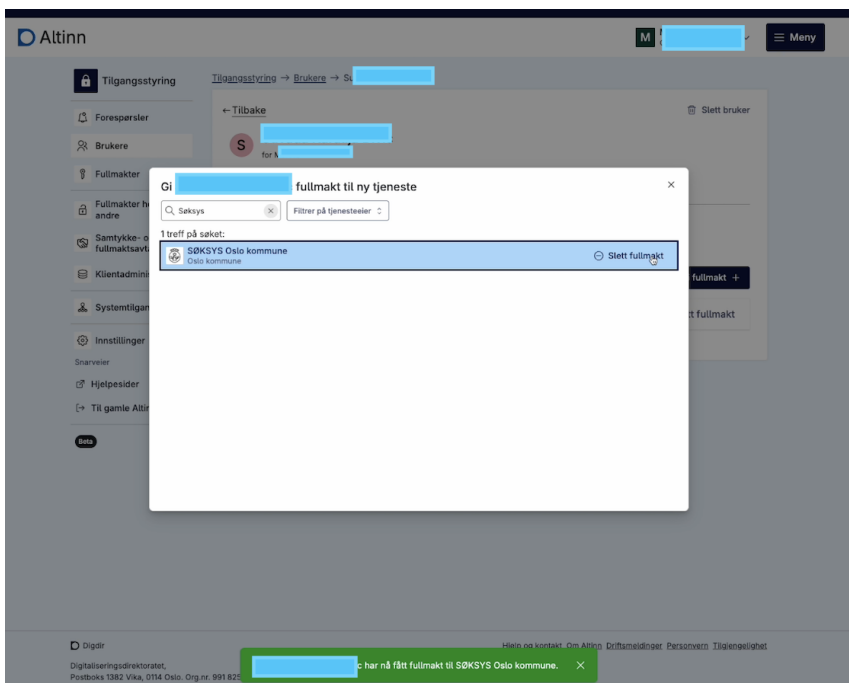 Altinn
M
Meny
Tilgangsstyring
Tilgangsstyring → Brukere →
←Tilbake
Slett bruker
Forespørsler
Brukere
S
for
Fullmakter
Gi fullmakt til ny tjeneste
Fullmakter h
andre
Søksys
Filtrer på tjenesteeier
1 treff på søket:
Samtykke- o
fullmaktsavt
SØKSYS Oslo kommune
Oslo kommune
Slett fullmakt
Klientadmini
fullmakt +
Systemtilgan
tt fullmakt
Innstillinger
Snarveier
Hjelpesider
Til gamle Altin
Beta
Digdir
Hjelp og kontakt Om Altinn Driftsmeldinger Personvern Tilgjengelighet
Digitaliseringsdirektoratet,
Postboks 1382 Vika, 0114 Oslo. Org.nr. 991 825
har nå fått fullmakt til SØKSYS Oslo kommune.